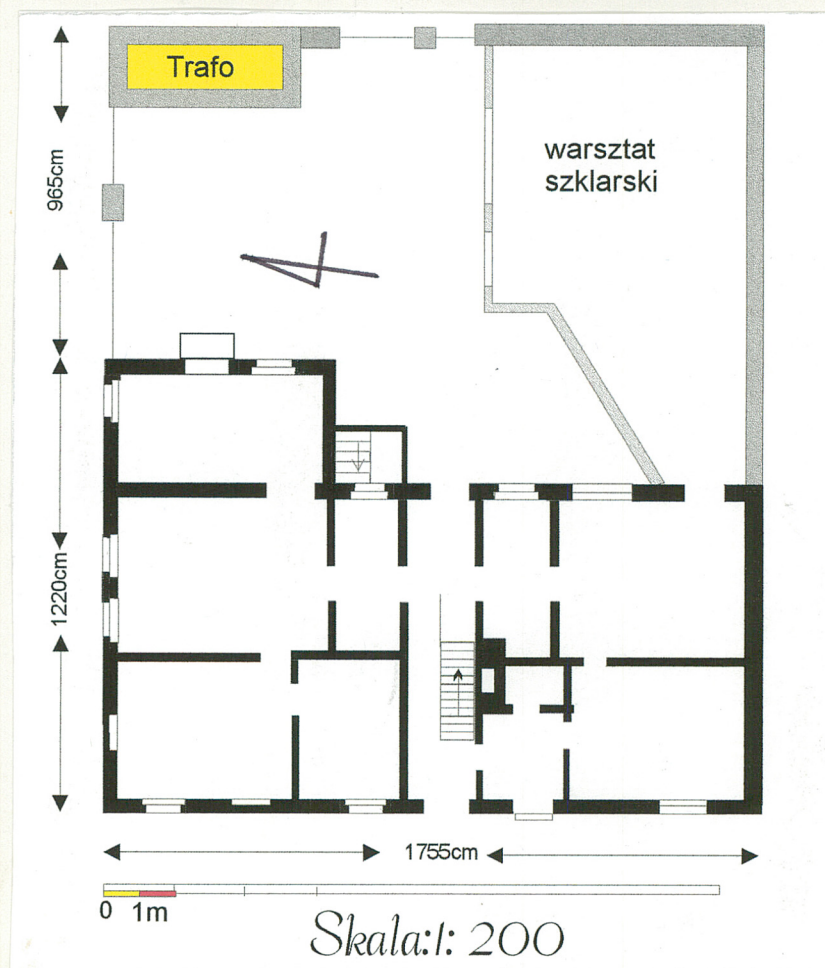 Trafo
warsztat
szklarski
965cm
1220cm
1755cm
0 1m
Skala:1: 200